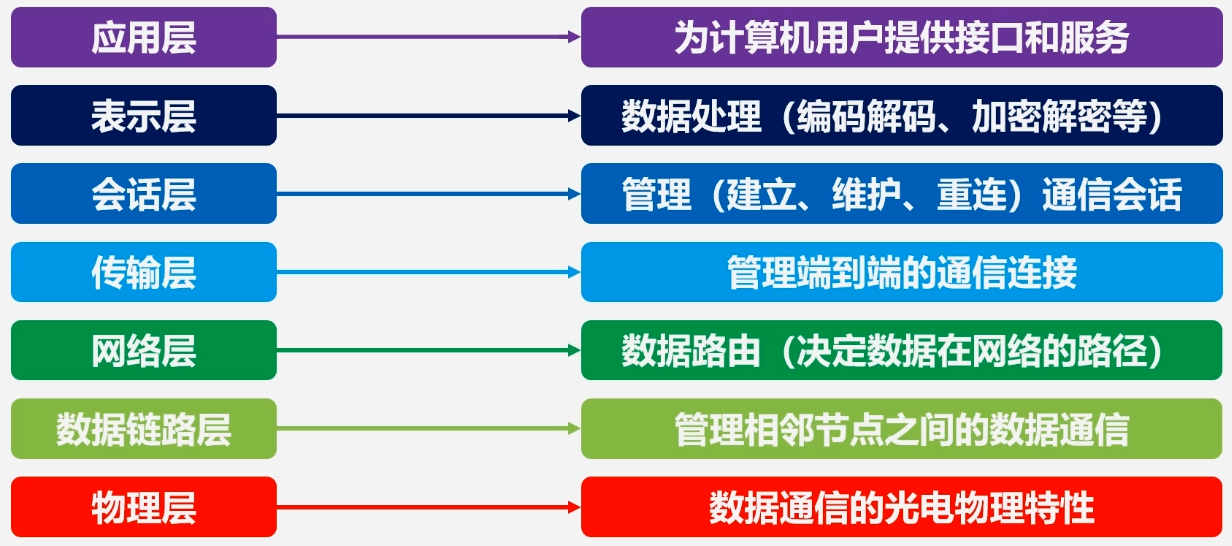 应用层
为计算机用户提供接口和服务
表示层
数据处理（编码解码、加密解密等）
会话层
管理（建立、维护、重连）通信会话
传输层
管理端到端的通信连接
网络层
数据路由（决定数据在网络的路径）
数据链路层
管理相邻节点之间的数据通信
物理层
数据通信的光电物理特性